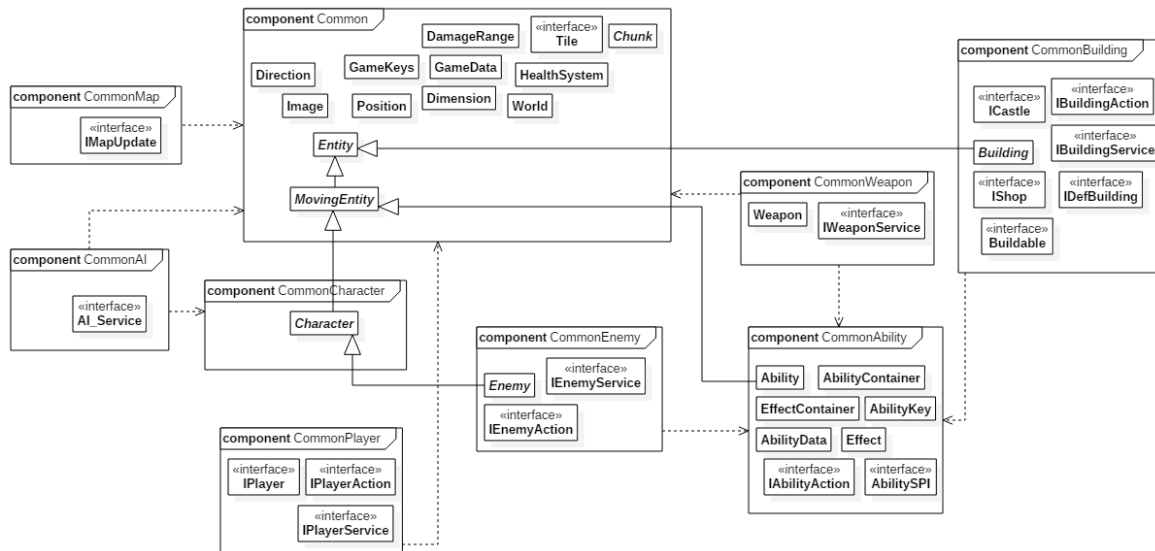 component Common
DamageRange
«interface»
Tile
Chunk
Direction
GameKeys
GameData
HealthSystem
Image
Position
Dimension
World
Entity
MovingEntity
component CommonMap
«interface»
IMapUpdate
component CommonAI
«interface»
AI_Service
component CommonCharacter
Character
component CommonEnemy
Enemy
«interface»
IEnemyService
«interface»
IEnemyAction
component CommonPlayer
«interface»
IPlayer
«interface»
IPlayerAction
«interface»
IPlayerService
component CommonWeapon
Weapon
«interface»
IWeaponService
component CommonBuilding
«interface»
ICastle
«interface»
IBuildingAction
Building
«interface»
IBuildingService
«interface»
IShop
«interface»
IDefBuilding
«interface»
Buildable
component CommonAbility
Ability
AbilityContainer
EffectContainer
AbilityKey
AbilityData
Effect
«interface»
IAbilityAction
«interface»
AbilitySPI